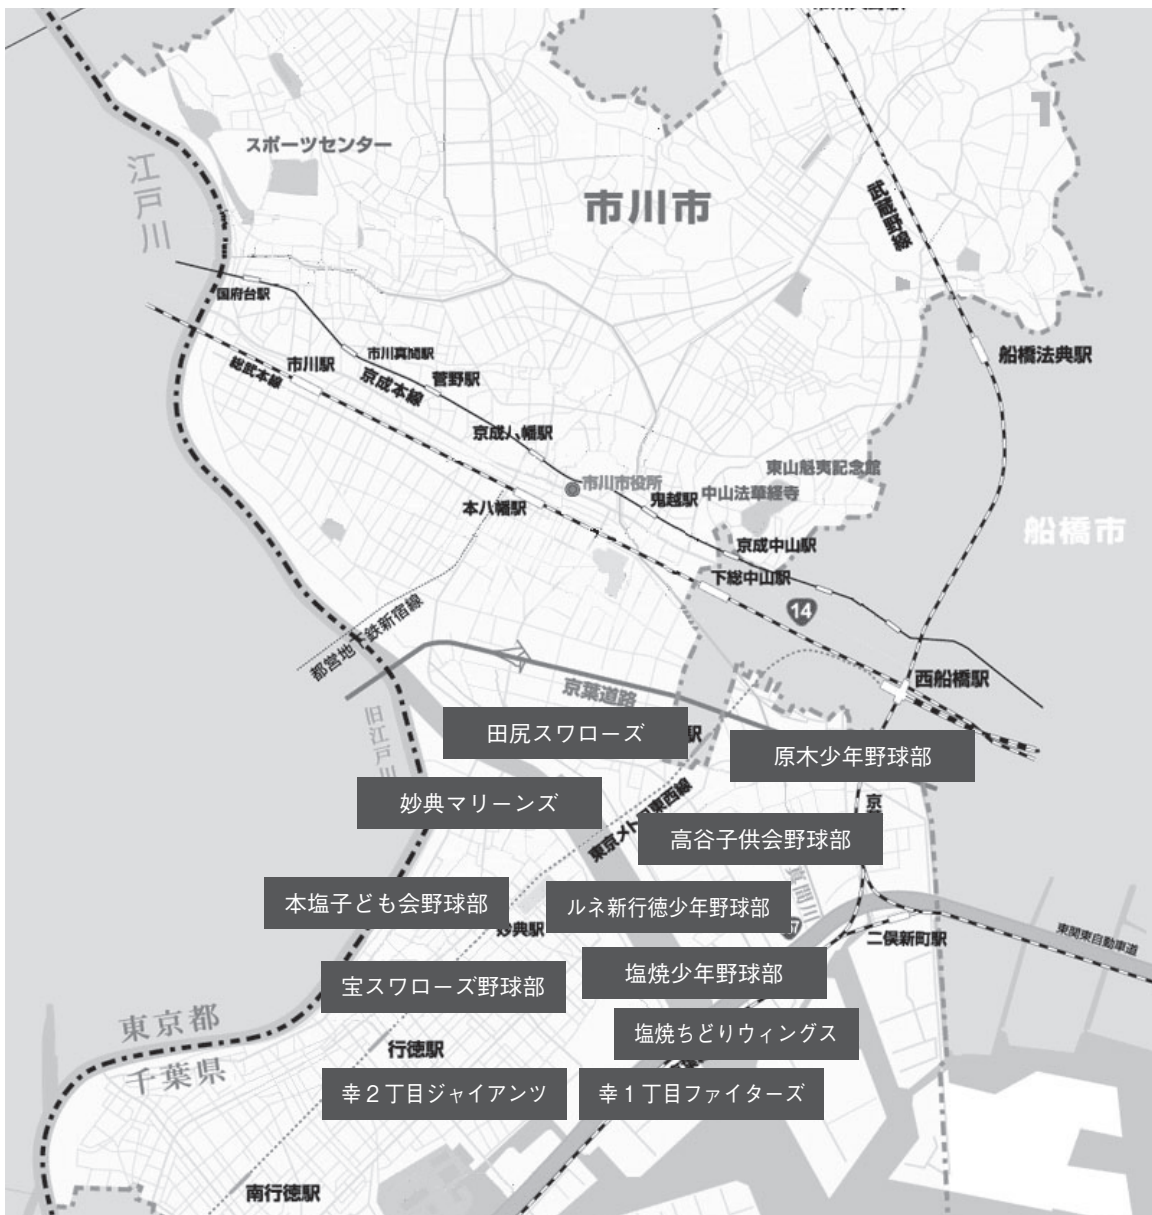 1
スポーツセンター
江戸川
市川市
武蔵野線
国府台駅
船橋法典駅
市川真間駅
市川駅
総武本線
京成本線
菅野駅
京成八幡駅
東山魁夷記念館
市川市役所
鬼越駅
中山法華経寺
本八幡駅
船橋市
京成中山駅
下総中山駅
14
都営地下鉄新宿線
西船橋駅
京葉道路
旧江戸川
田尻スワローズ
駅
原木少年野球部
妙典マリーンズ
京
東京メトロ東西線
高谷子供会野球部
真間川
本塩子ども会野球部
ルネ新行徳少年野球部
妙典駅
二俣新町駅
東関東自動車道
宝スワローズ野球部
塩焼少年野球部
東京都
塩焼ちどりウィングス
行徳駅
千葉県
幸2丁目ジャイアンツ
幸1丁目ファイターズ
南行徳駅